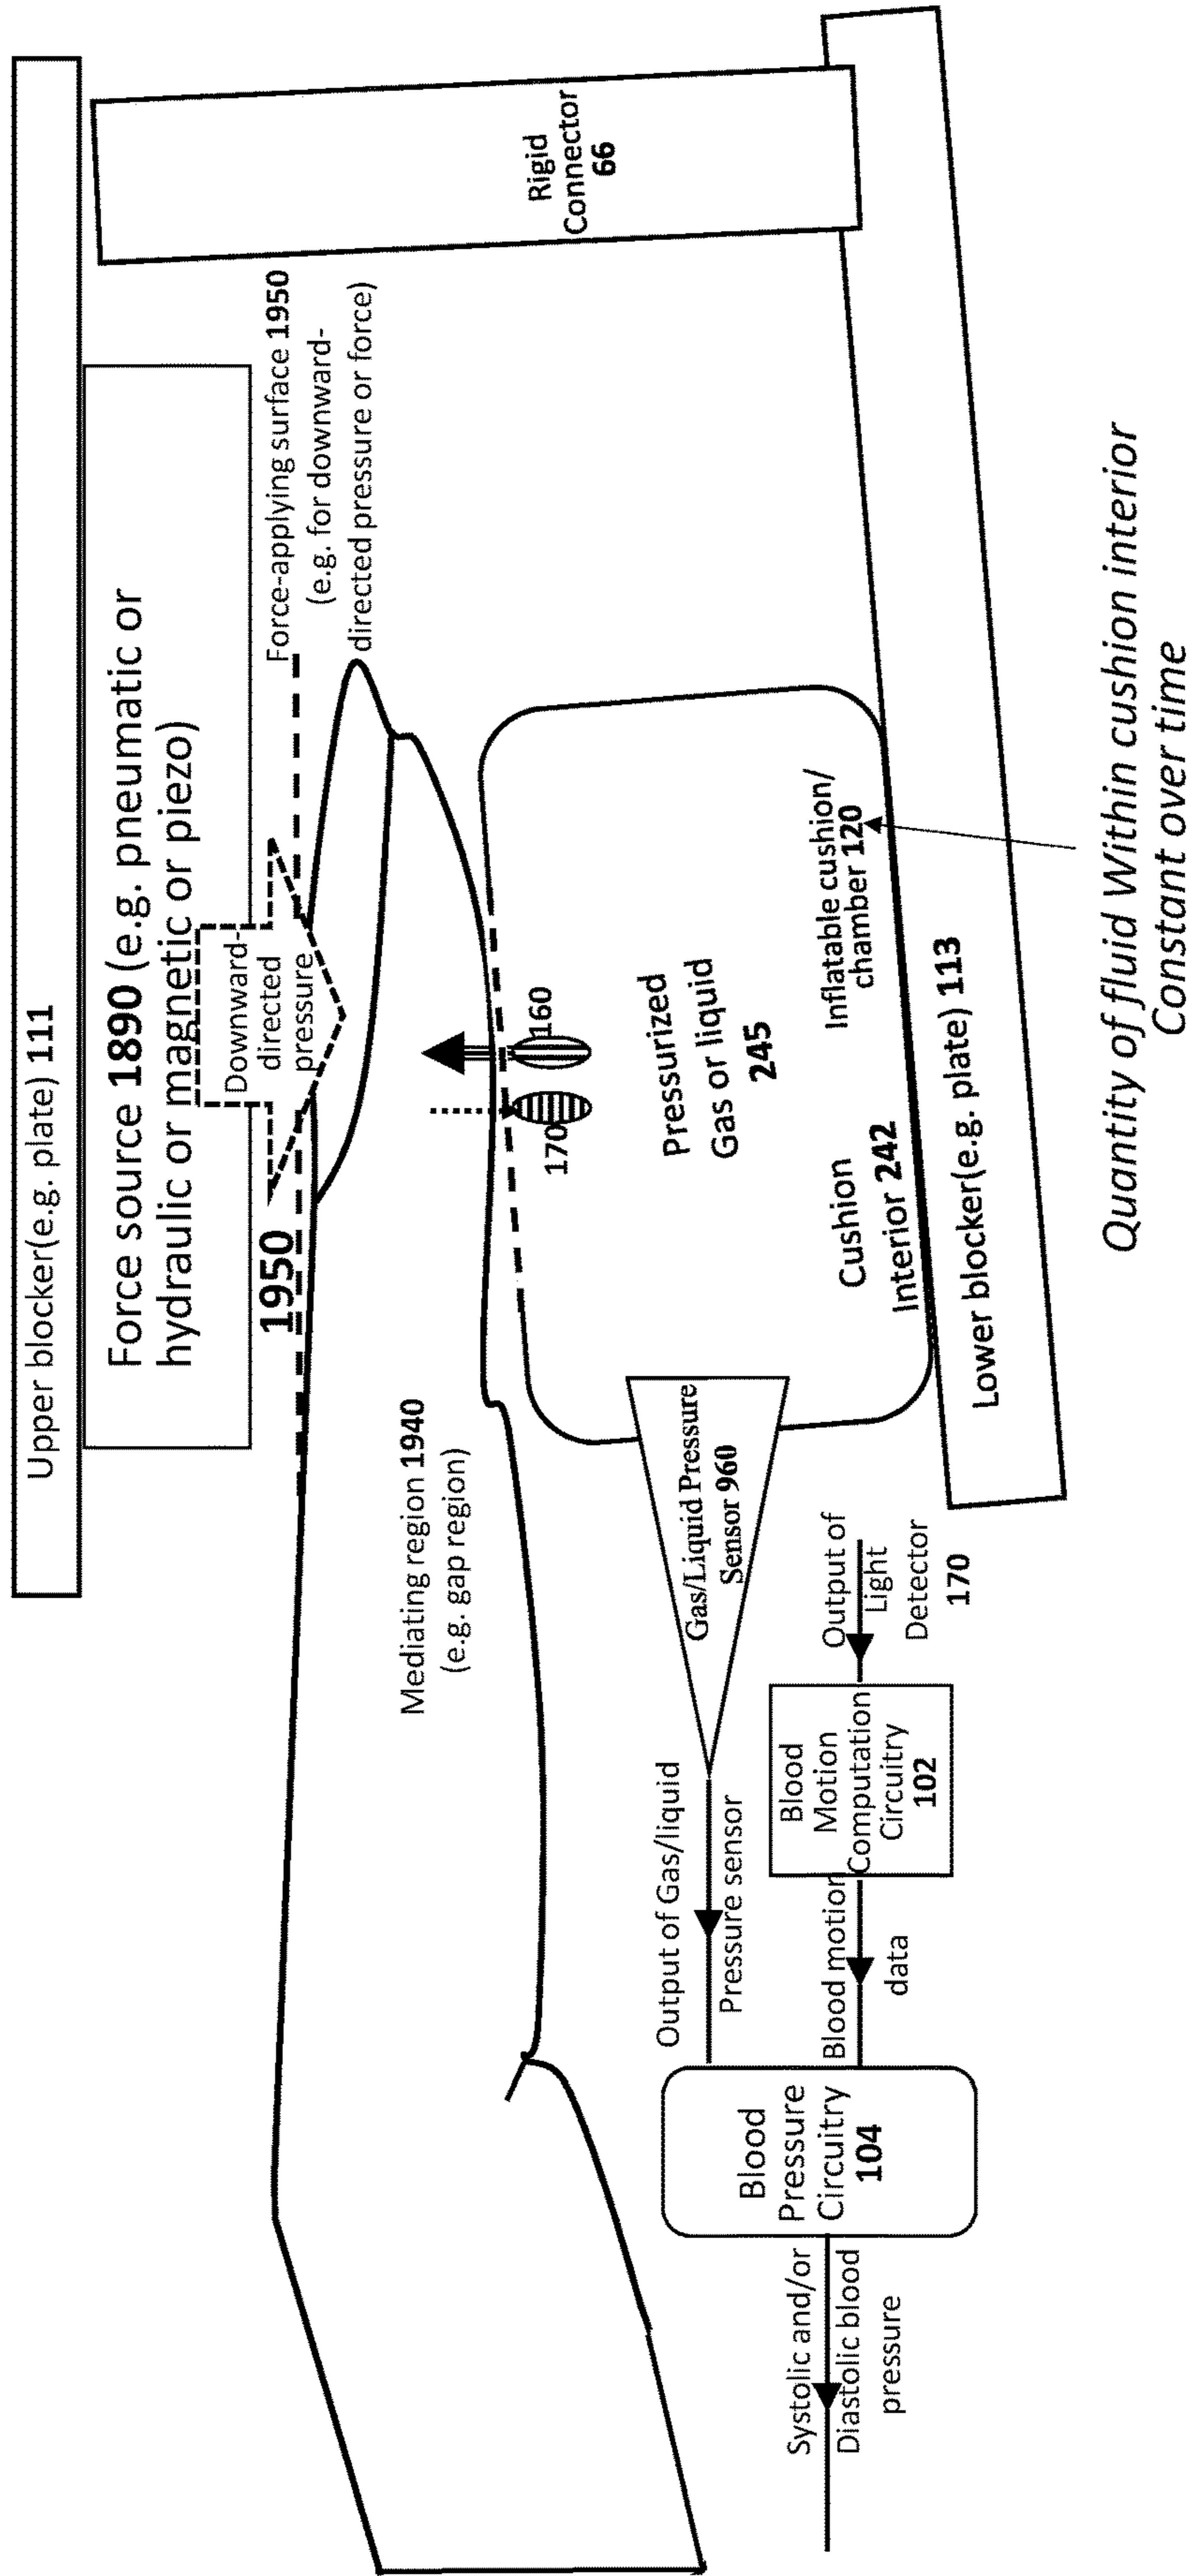 Upper blocker(e.g. plate) 111
Force source 1890 (e.g. pneumatic or
hydraulic or magnetic or piezo)
Downward-
directed
pressure
1950
Force-applying surface 1950
(e.g. for downward-
directed pressure or force)
Rigid
Connector
66
Mediating region 1940
(e.g. gap region)
170
160
Pressurized
Gas or liquid
245
Inflatable cushion/
chamber 120
Cushion
Interior 242
Lower blocker(e.g. plate) 113
Gas/Liquid Pressure
Sensor 960
Output of Gas/liquid
Pressure sensor
Output of
Light
Detector
170
Blood
Motion
Computation
Circuitry
102
Blood motion
data
Blood
Pressure
Circuitry
104
Systolic and/or
Diastolic blood
pressure
Quantity of fluid Within cushion interior
Constant over time